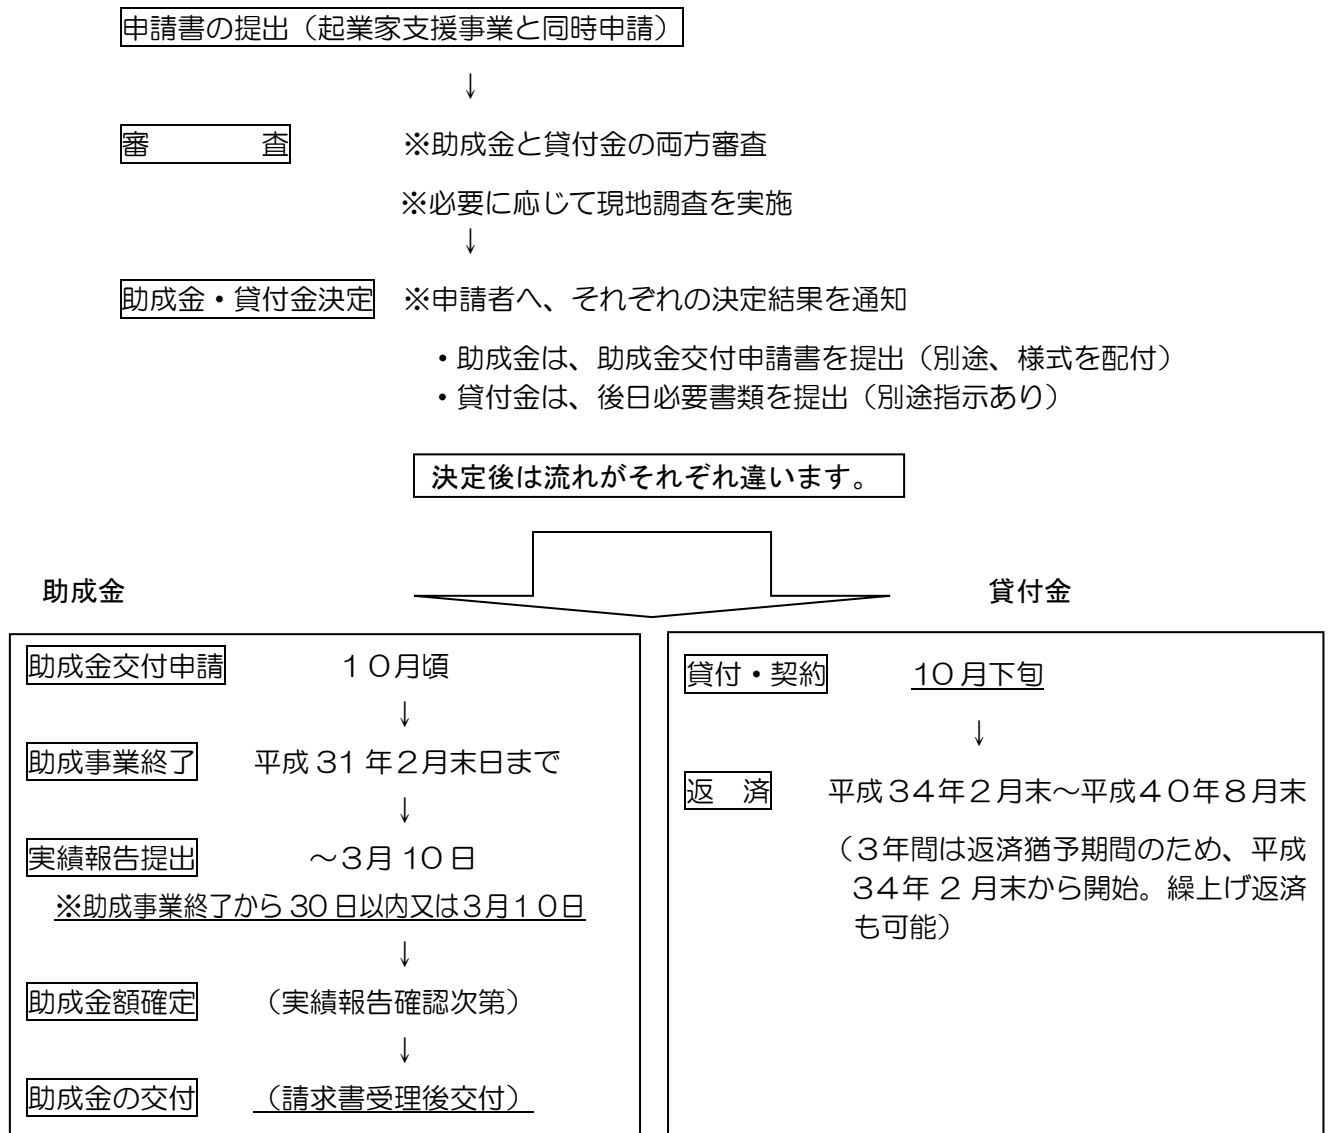 申請書の提出（起業家支援事業と同時申請）
↓
審　　　　査　　　　※助成金と貸付金の両方審査
※必要に応じて現地調査を実施
↓
助成金・貸付金決定　※申請者へ、それぞれの決定結果を通知
・助成金は、助成金交付申請書を提出（別途、様式を配付）
・貸付金は、後日必要書類を提出（別途指示あり）
決定後は流れがそれぞれ違います。
助成金
助成金交付申請　　　　１０月頃
↓
助成事業終了　　平成31年２月末日まで
↓
実績報告提出　　　　～３月10日
※助成事業終了から30日以内又は３月１０日
↓
助成金額確定　　（実績報告確認次第）
↓
助成金の交付　　（請求書受理後交付）
貸付金
貸付・契約　　　10月下旬
↓
返　済　　平成３４年２月末～平成４０年８月末
（３年間は返済猶予期間のため、平成
３４年２月末から開始。繰上げ返済
も可能）